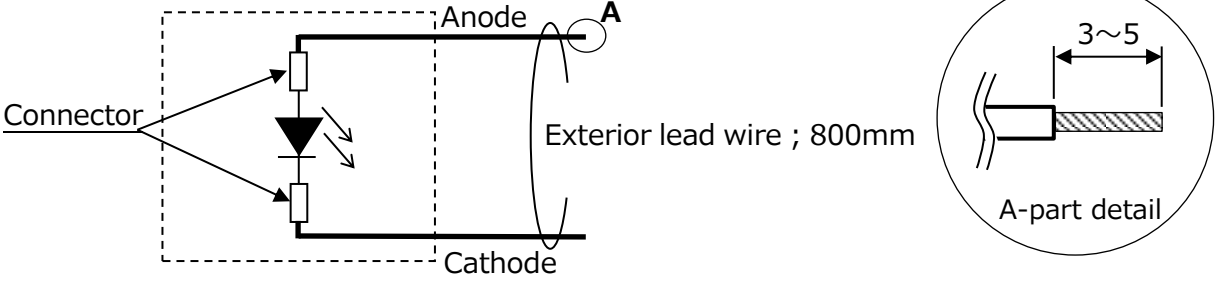 Anode
A
3～5
Connector
Exterior lead wire ; 800mm
A-part detail
Cathode